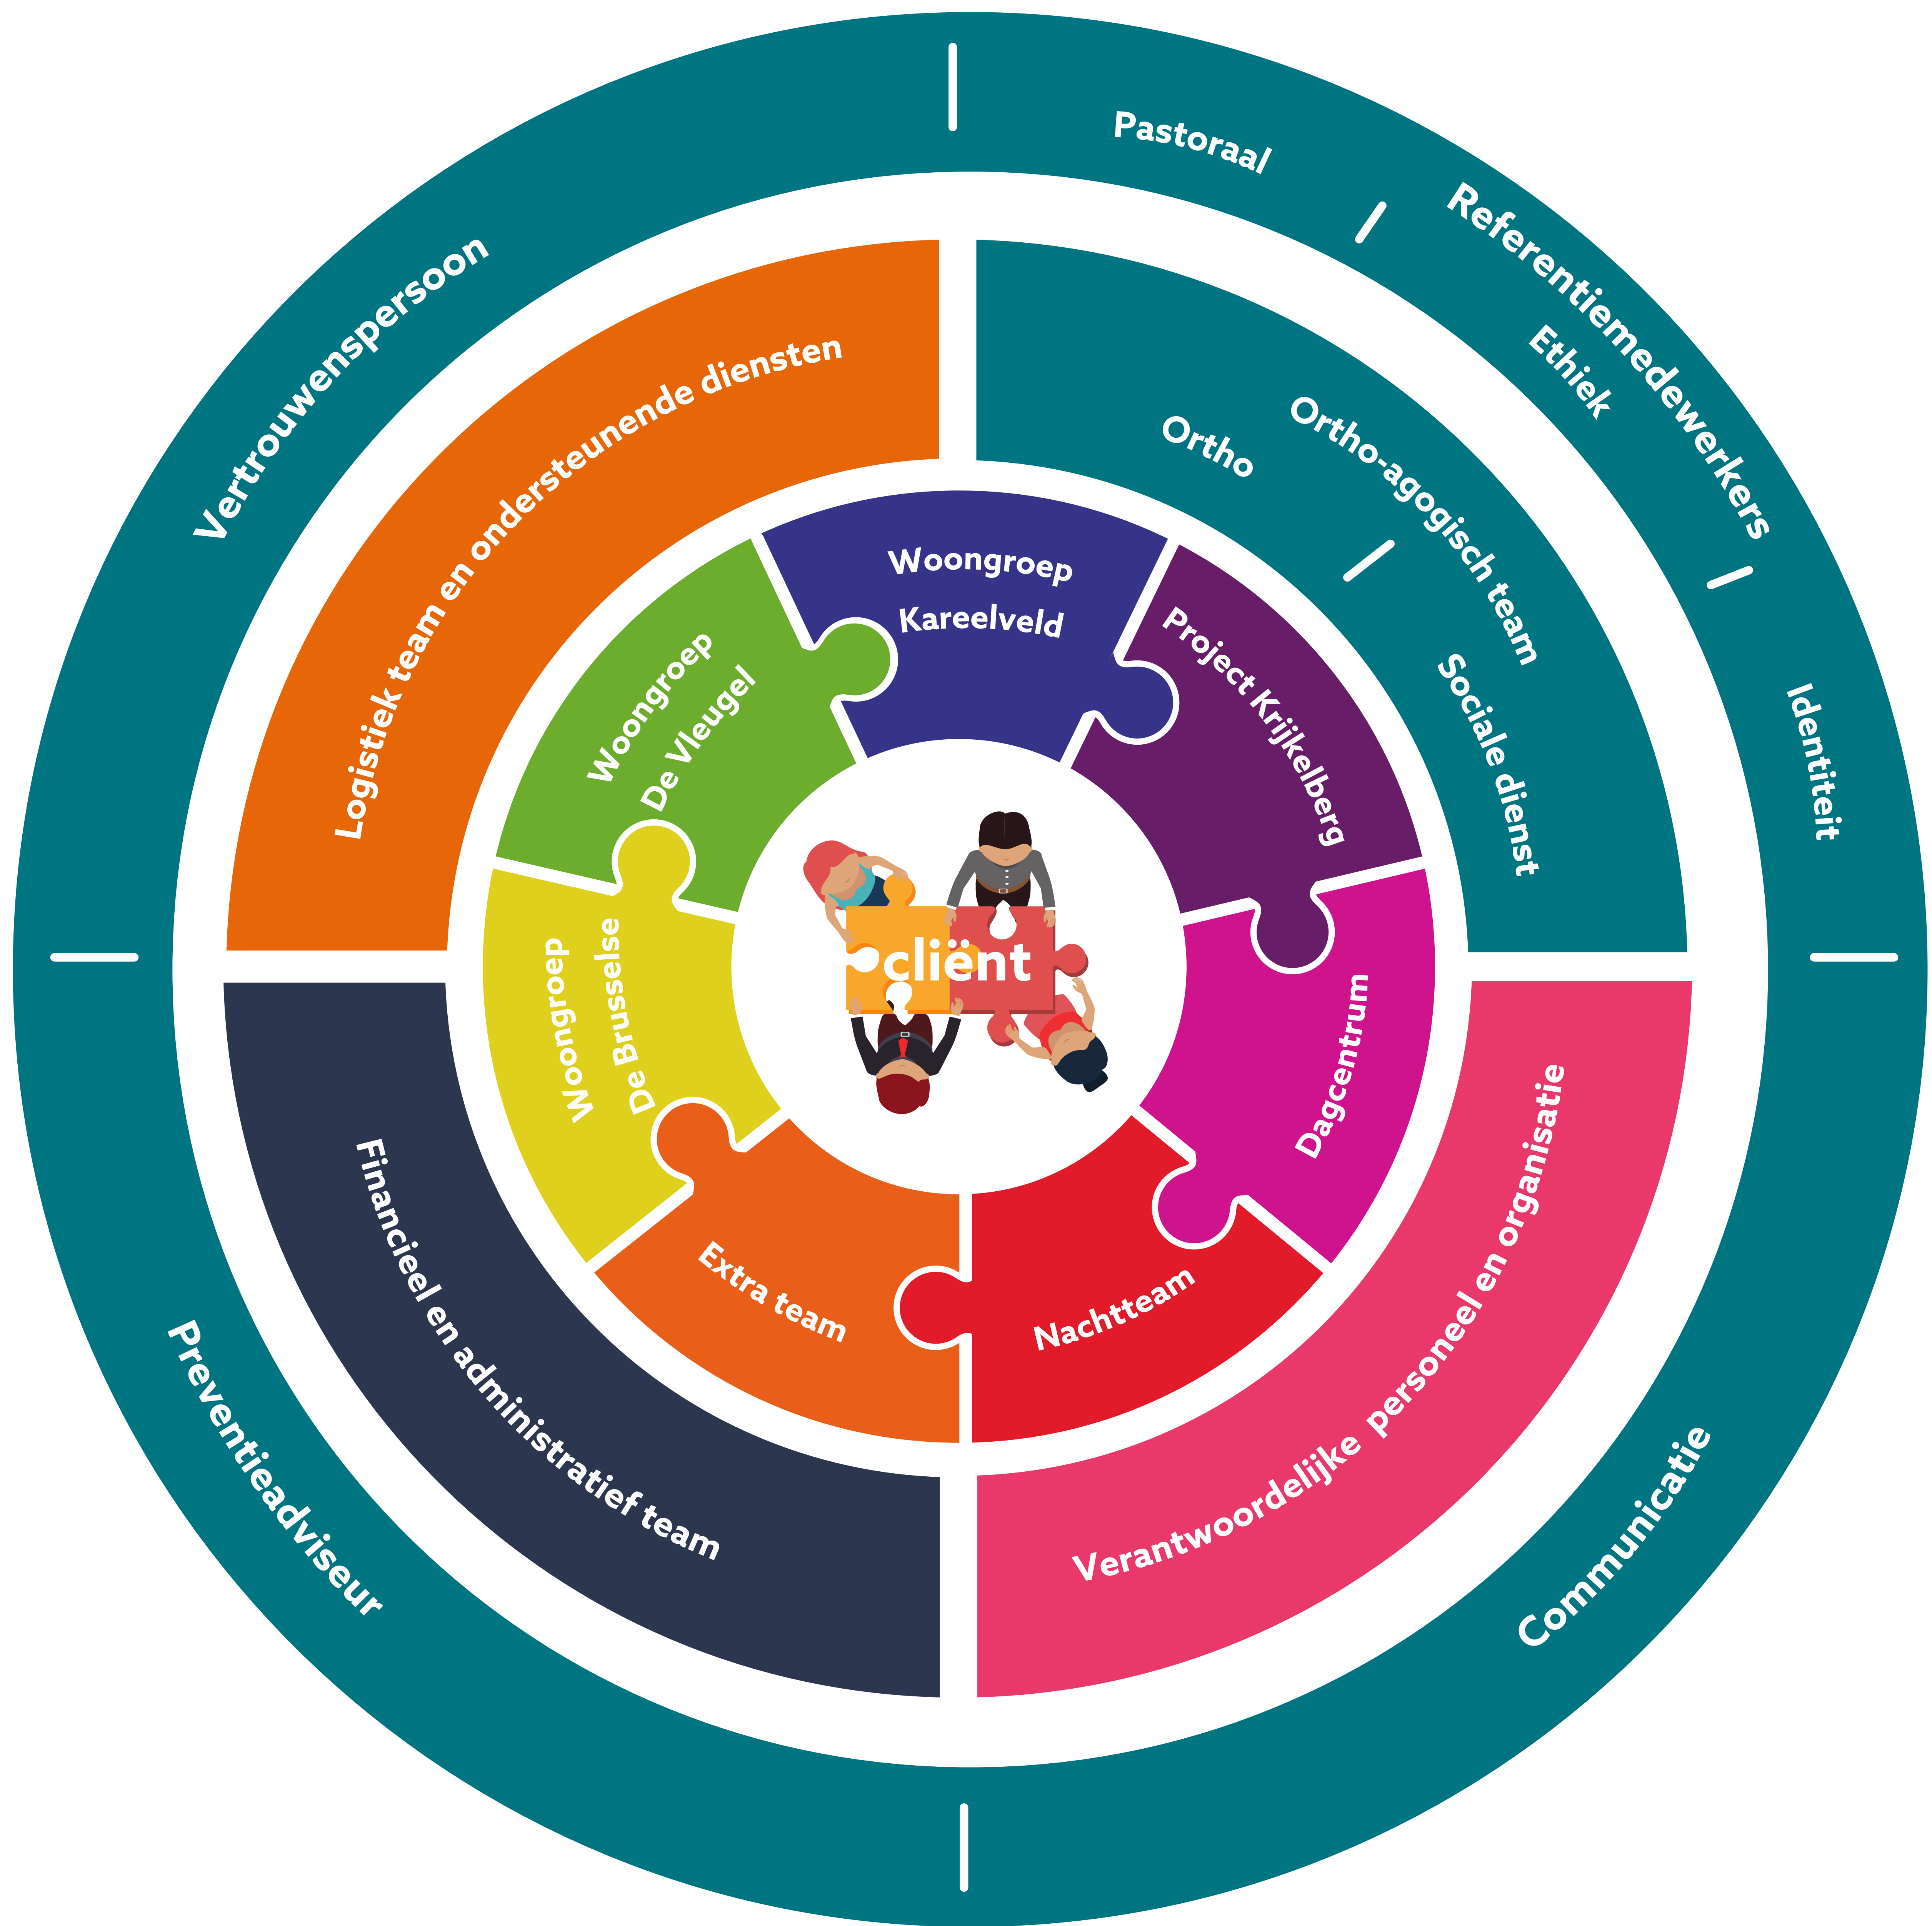 Vertrouwenspersoon
Pastoraal
Referentiemedewerkers
Ethiek
Identiteit
Communicatie
Preventieadviseur
Logistiek team en ondersteunende diensten
Ortho-agogisch team
Ortho
Sociale dienst
Verantwoordelijke personeel en organisatie
Financieel en administratief team
Woongroep
Kareelveld
Project Krijkelberg
Dagcentrum
Nachtteam
Extra team
Woongroep
De Brusselse
Woongroep
De Vleugel
cliënt